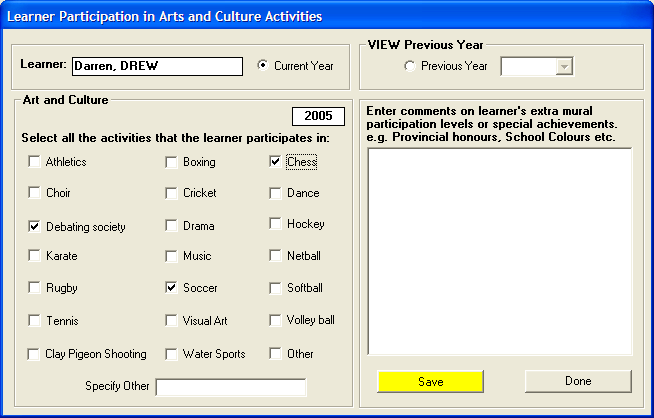 Learner Participation in Arts and Culture Activities
Learner: Darren, DREW Current Year
VIEW Previous Year
Previous Year
Art and Culture
2005
Select all the activities that the learner participates in:
Athletics Boxing Chess
Choir Cricket Dance
Debating society Drama Hockey
Karate Music Netball
Rugby Soccer Softball
Tennis Visual Art Volley ball
Clay Pigeon Shooting Water Sports Other
Specify Other
Enter comments on learner's extra mural
participation levels or special achievements.
e.g. Provincial honours, School Colours etc.
Save Done